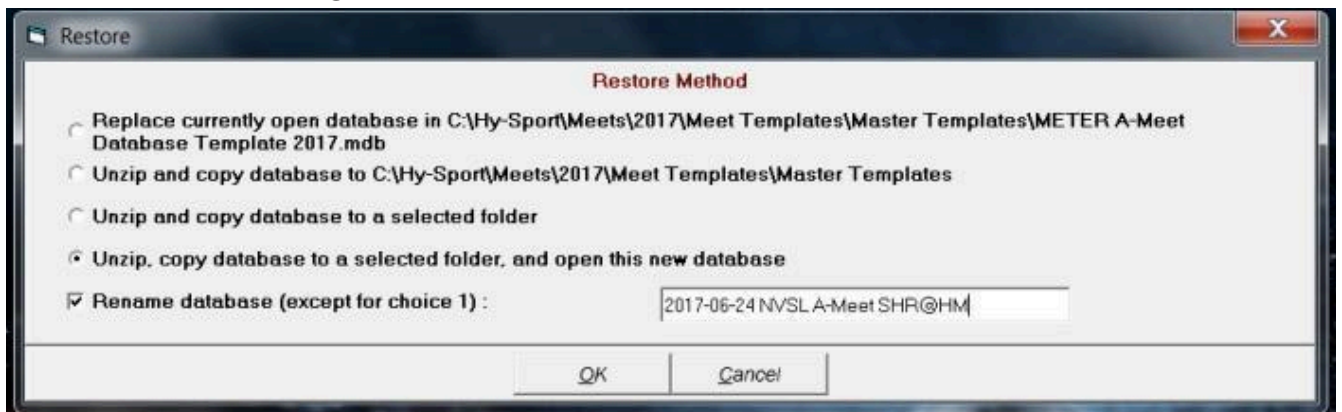 Restore
Restore Method
Replace currently open database in C:\Hy-Sport\Meets\2017\Meet Templates\Master Templates\METER A-Meet
Database Template 2017.mdb
Unzip and copy database to C:\Hy-Sport\Meets\2017\Meet Templates\Master Templates
Unzip and copy database to a selected folder
Unzip, copy database to a selected folder, and open this new database
Rename database (except for choice 1) : 2017-06-24 NVSL A-Meet SHR@HM
OK Cancel